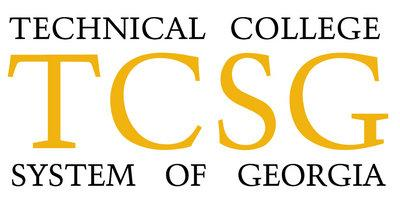 TECHNICAL COLLEGE
TCSG
SYSTEM OF GEORGIA